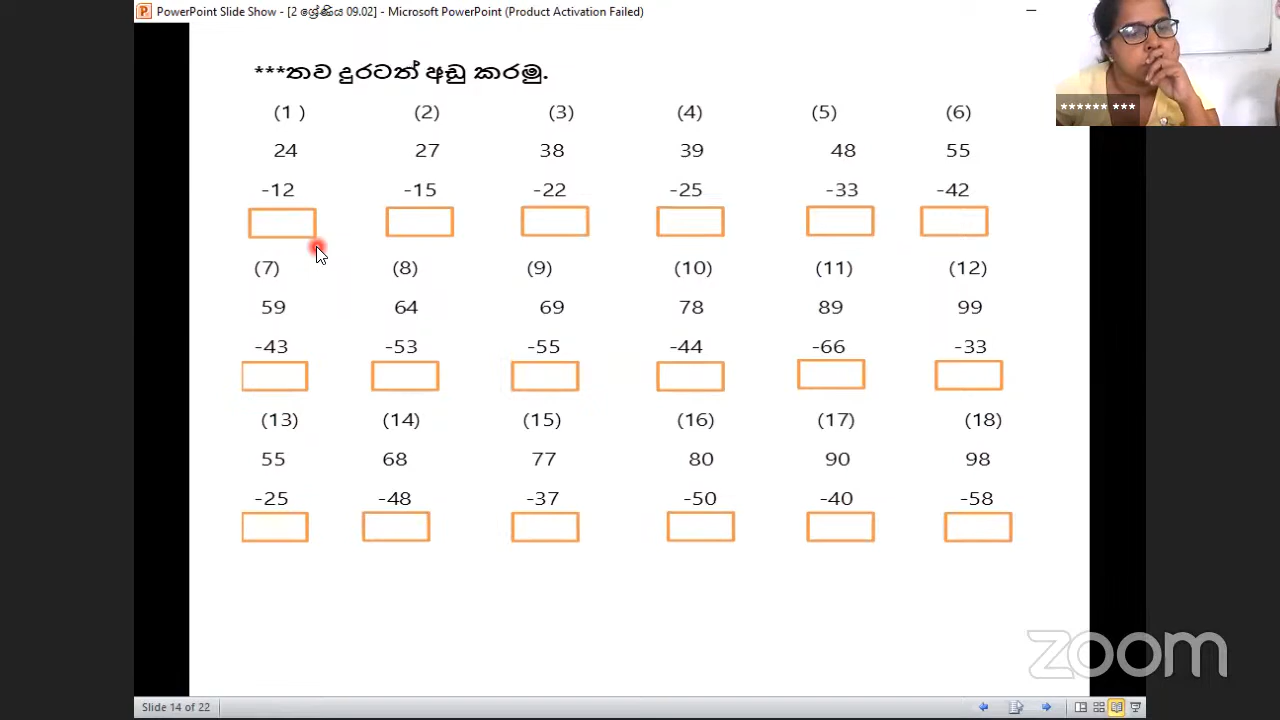 PowerPoint Slide Show - [2 ශ්‍රේණිය 09.02] - Microsoft PowerPoint (Product Activation Failed)
****** ***
***තව දුරටත් අඩු කරමු.
(1 ) (2) (3) (4) (5) (6)
24 27 38 39 48 55
-12 -15 -22 -25 -33 -42
(7) (8) (9) (10) (11) (12)
59 64 69 78 89 99
-43 -53 -55 -44 -66 -33
(13) (14) (15) (16) (17) (18)
55 68 77 80 90 98
-25 -48 -37 -50 -40 -58
zoom
Slide 14 of 22